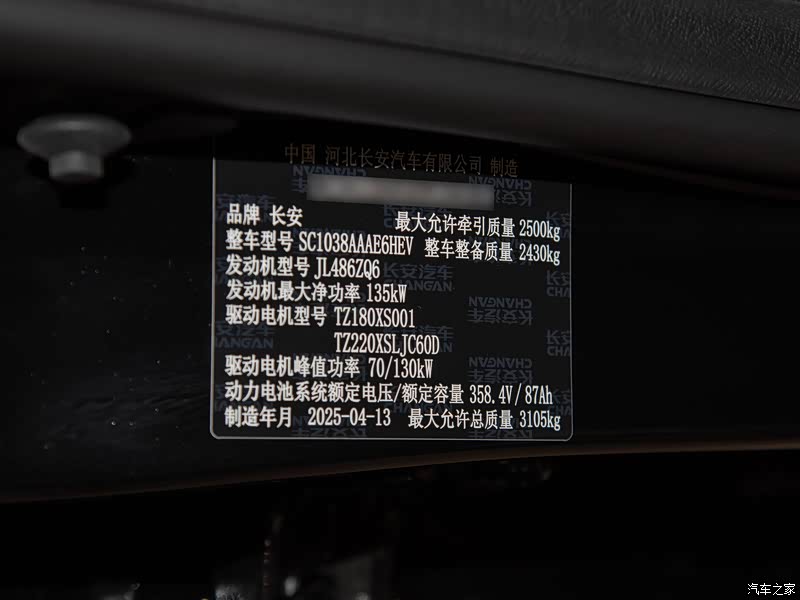 中国 河北长安汽车有限公司 制造
品牌 长安 最大允许牵引质量 2500kg
整车型号 SC1038AAAE6HEV 整车整备质量 2430kg
发动机型号 JL486ZQ6
发动机最大净功率 135kW
驱动电机型号 TZ180XS001
TZ220XSLJC60D
驱动电机峰值功率 70/130kW
动力电池系统额定电压/额定容量 358.4V/87Ah
制造年月 2025-04-13 最大允许总质量 3105kg
长安汽车
CHANGAN
汽车之家